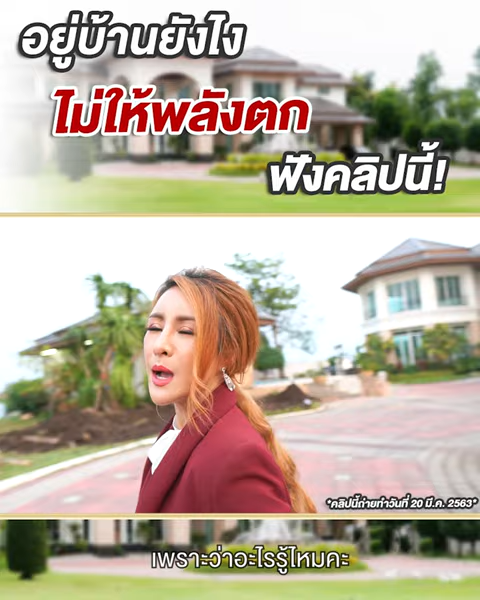 อยู่บ้านยังไง
ไม่ให้พลังตก
ฟังคลิปนี้!
*คลิปนี้ถ่ายทำวันที่ 20 มี.ค. 2563*
เพราะว่าอะไรรู้ไหมคะ